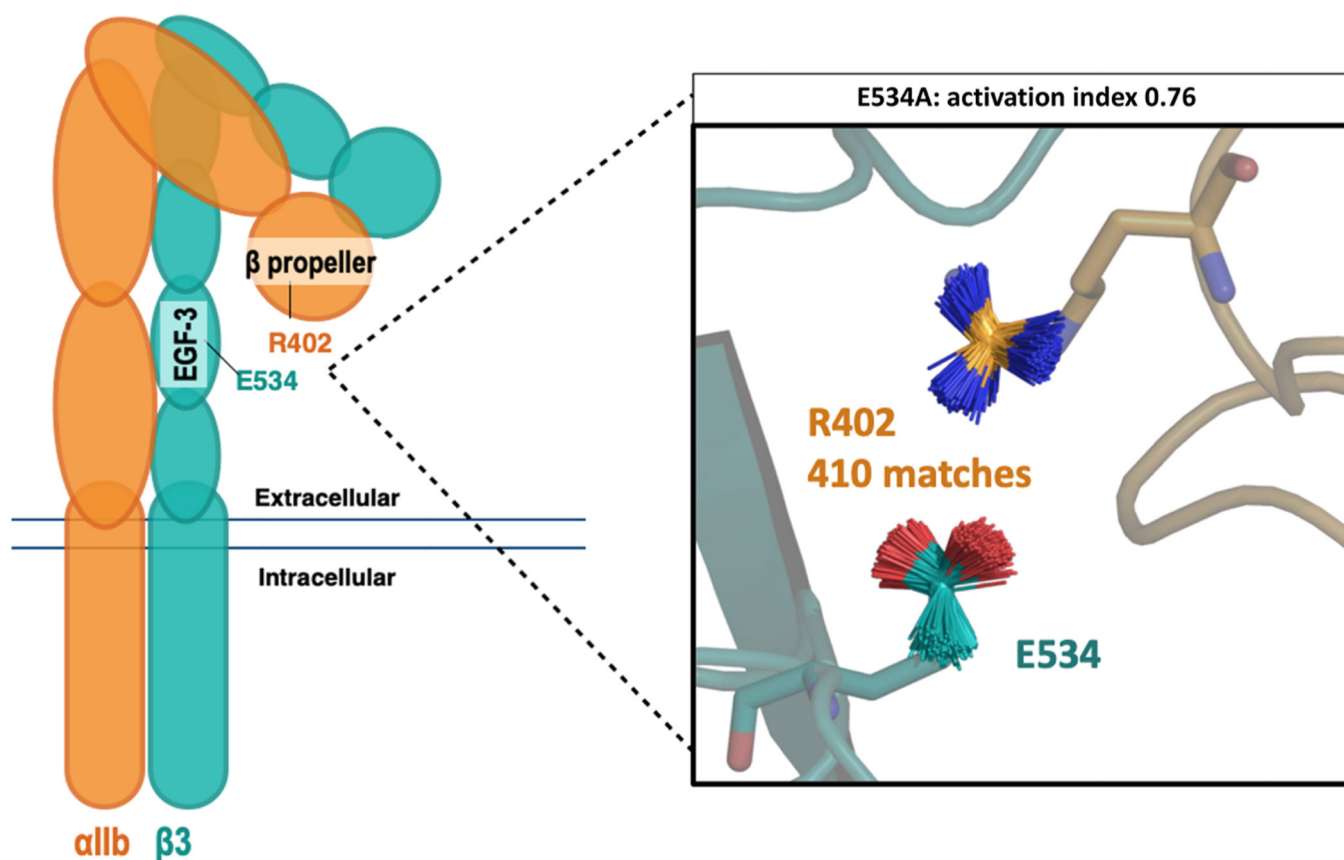 E534A: activation index 0.76
β propeller
R402
EGF-3
E534
R402
410 matches
E534
Extracellular
Intracellular
αIIb
β3